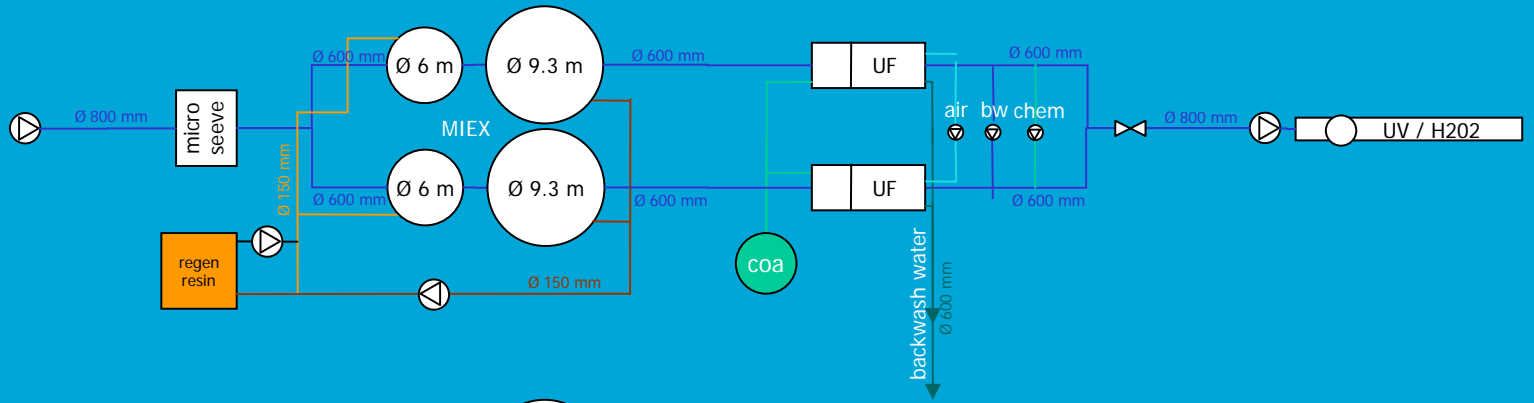 Ø 800 mm
micro
seeve
Ø 600 mm
Ø 6 m
Ø 9.3 m
Ø 600 mm
MIEX
Ø 150 mm
Ø 600 mm
Ø 6 m
Ø 9.3 m
Ø 600 mm
regen
resin
Ø 150 mm
UF
UF
coa
air
bw
chem
Ø 600 mm
Ø 600 mm
backwash water
Ø 600 mm
Ø 800 mm
UV / H202